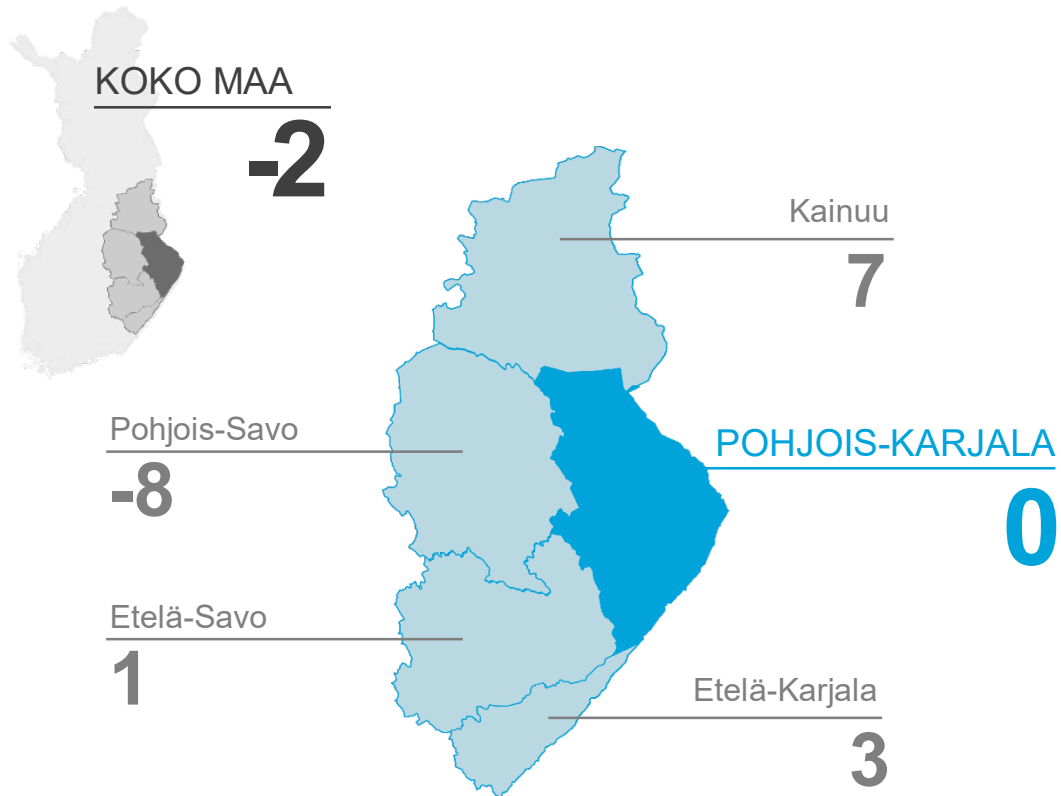 KOKO MAA
-2
Kainuu
7
Pohjois-Savo
-8
POHJOIS-KARJALA
0
Etelä-Savo
1
Etelä-Karjala
3